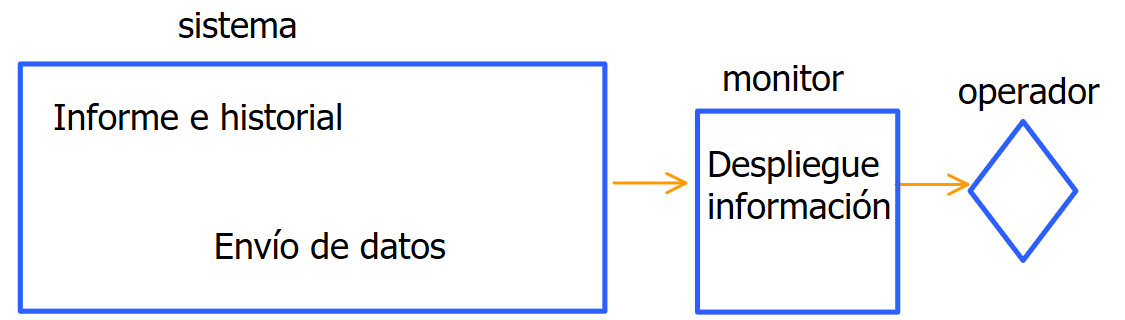 sistema
Informe e historial
Envío de datos
monitor
Despliegue
información
operador